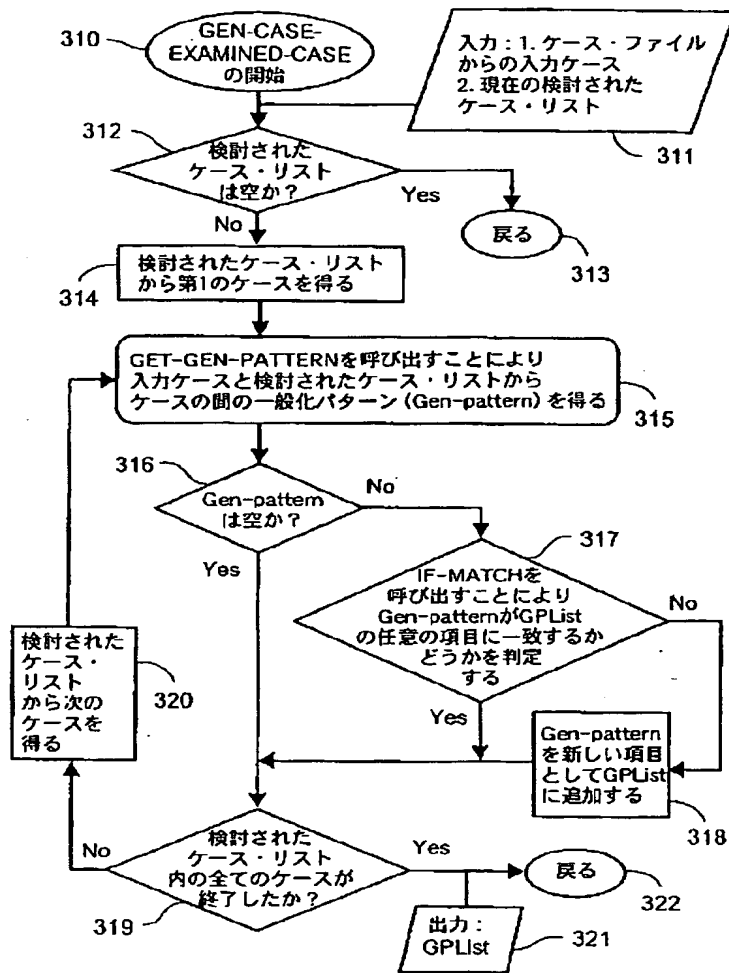 310
GEN-CASE-
EXAMINED-CASE
の開始
入力：1. ケース・ファイル
からの入力ケース
2. 現在の検討された
ケース・リスト
311
312
検討された
ケース・リスト
は空か？
Yes
No
戻る
313
314
検討されたケース・リスト
から第1のケースを得る
GET-GEN-PATTERNを呼び出すことにより
入力ケースと検討されたケース・リストから
ケースの間の一般化パターン（Gen-pattern）を得る
315
316
Gen-pattern
は空か？
No
Yes
317
IF-MATCHを
呼び出すことにより
Gen-patternがGPList
の任意の項目に一致するか
どうかを判定
する
No
Yes
検討された
ケース・
リスト
から次の
ケースを
得る
320
Gen-pattern
を新しい項目
としてGPList
に追加する
318
検討された
ケース・リスト
内の全てのケースが
終了したか？
No
Yes
319
戻る
322
出力：
GPList
321